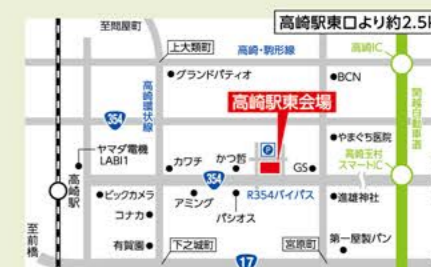 高崎駅東口より約2.5k
至問屋町
上大類町
高崎・駒形線
高崎IC
グランドパティオ
BCN
高崎環状線
高崎駅東会場
関越自動車道
354
P
やまぐち医院
ヤマダ電機
LABI1
高崎玉村
スマートIC
カワチ
かつ哲
354
GS
高崎駅
ビックカメラ
アミング
R354バイパス
進雄神社
コナカ
パシオス
至前橋
有賀園
下之城町
17
宮原町
第一屋製パン